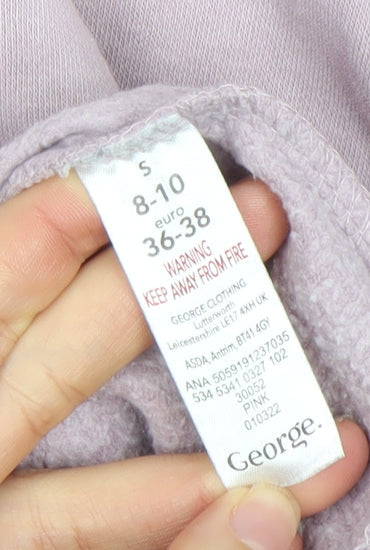 S
8-10
euro
36-38
WARNING
KEEP AWAY FROM FIRE
GEORGE CLOTHING
Lutterworth
Leicestershire LE17 4XH UK
ASDA, Antrim, BT41 4GY
ANA 5059191237035
534 5341 0327 102
30052
PINK
010322
George.